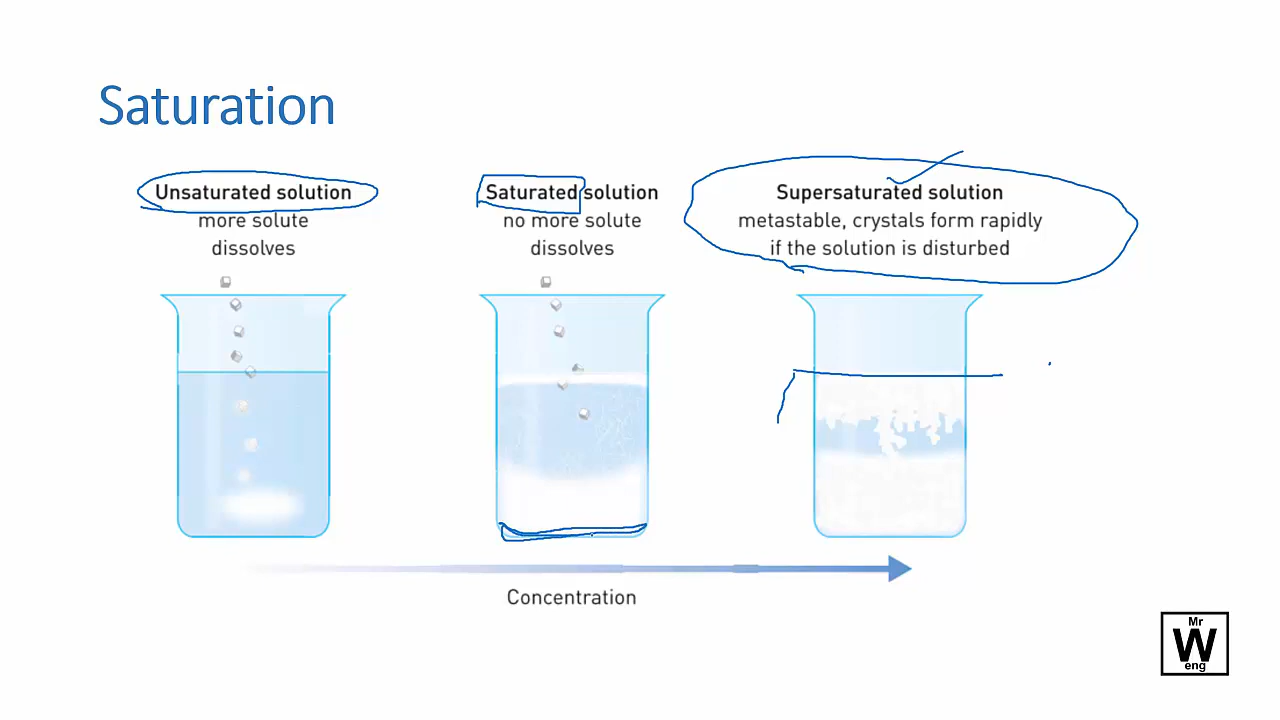 Saturation
Unsaturated solution
more solute
dissolves
Saturated solution
no more solute
dissolves
Supersaturated solution
metastable, crystals form rapidly
if the solution is disturbed
Concentration
Mr
W
eng